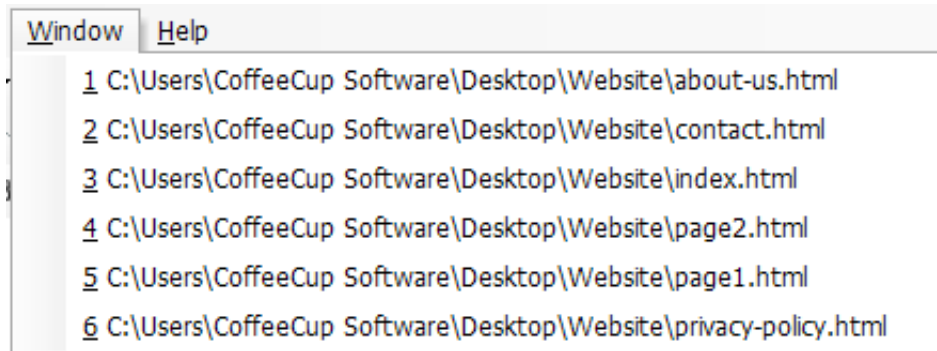 Window Help
1 C:\Users\CoffeeCup Software\Desktop\Website\about-us.html
2 C:\Users\CoffeeCup Software\Desktop\Website\contact.html
3 C:\Users\CoffeeCup Software\Desktop\Website\index.html
4 C:\Users\CoffeeCup Software\Desktop\Website\page2.html
5 C:\Users\CoffeeCup Software\Desktop\Website\page1.html
6 C:\Users\CoffeeCup Software\Desktop\Website\privacy-policy.html